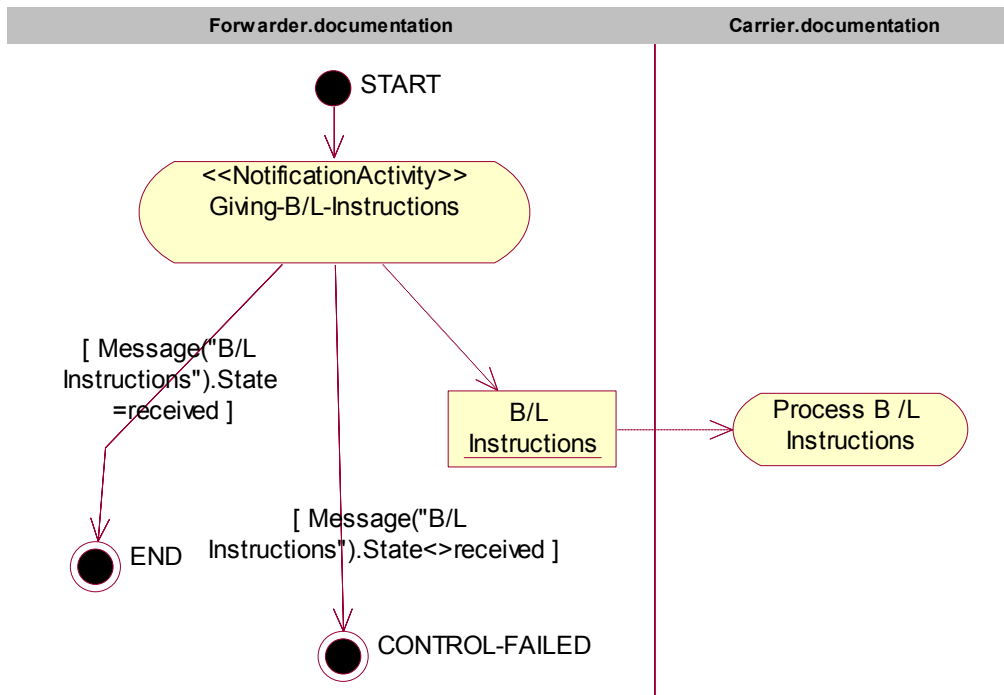 Forwarder.documentation
Carrier.documentation
START
<<NotificationActivity>>
Giving-B/L-Instructions
[ Message("B/L
Instructions").State
=received ]
B/L
Instructions
Process B /L
Instructions
[ Message("B/L
Instructions").State<>received ]
END
CONTROL-FAILED